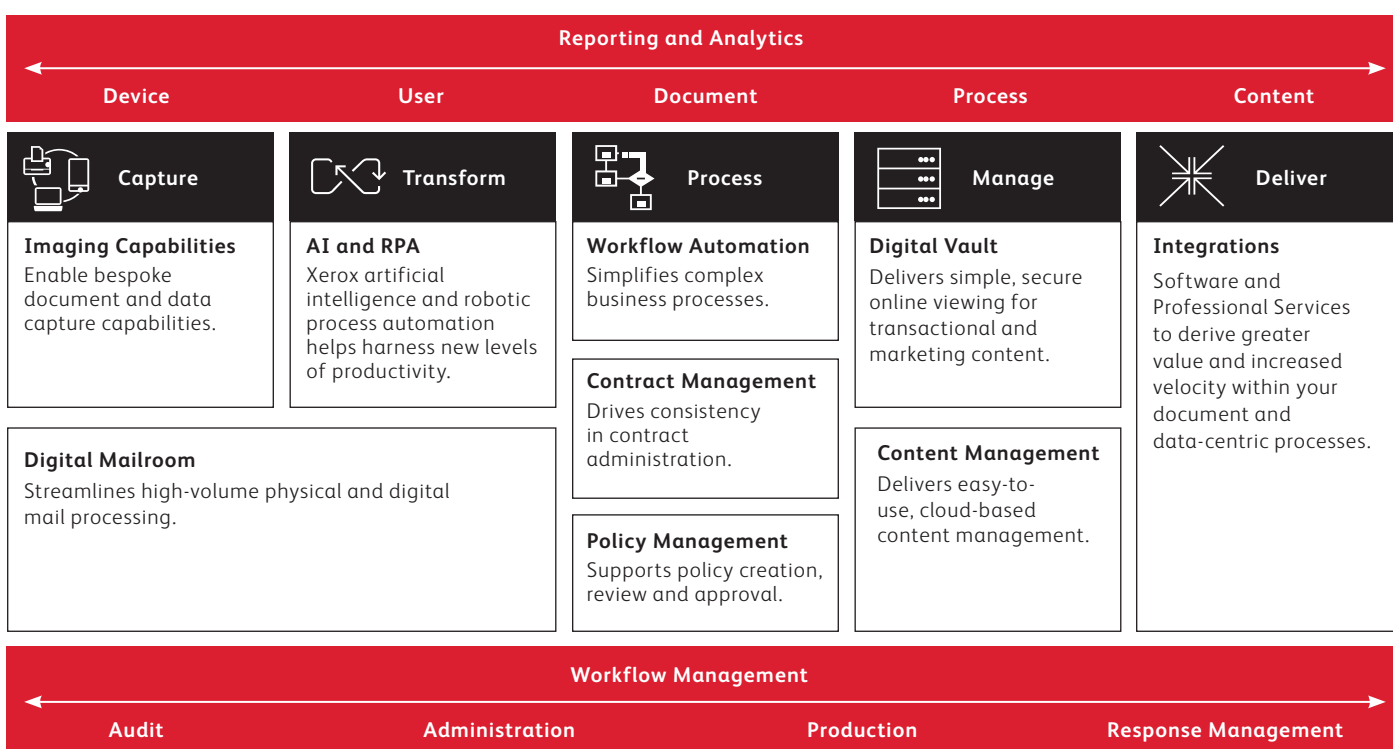 Reporting and Analytics
Device
User
Document
Process
Content
Capture
Transform
Process
Manage
Deliver
Imaging Capabilities
Enable bespoke
document and data
capture capabilities.
AI and RPA
Xerox artificial
intelligence and robotic
process automation
helps harness new levels
of productivity.
Digital Mailroom
Streamlines high-volume physical and digital
mail processing.
Workflow Automation
Simplifies complex
business processes.
Contract Management
Drives consistency
in contract
administration.
Policy Management
Supports policy creation,
review and approval.
Digital Vault
Delivers simple, secure
online viewing for
transactional and
marketing content.
Content Management
Delivers easy-to-
use, cloud-based
content management.
Integrations
Software and
Professional Services
to derive greater
value and increased
velocity within your
document and
data-centric processes.
Workflow Management
Audit
Administration
Production
Response Management